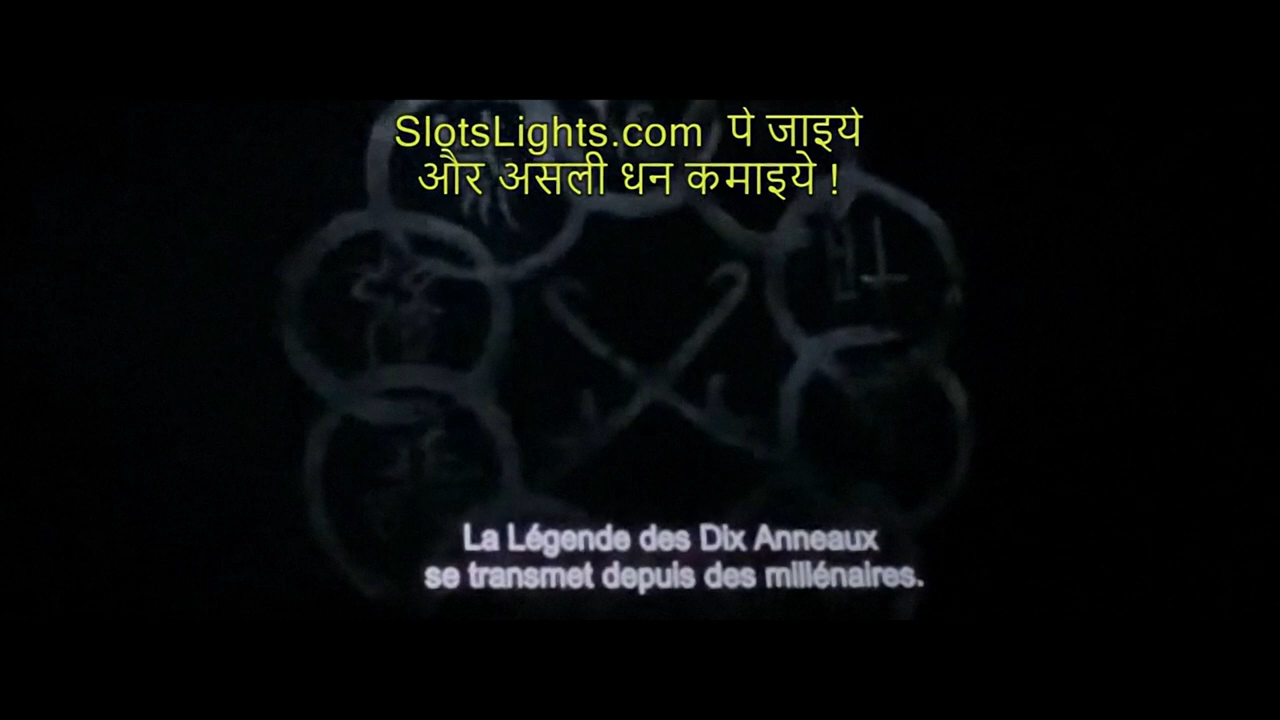 SlotsLights.com पे जाइये
और असली धन कमाइये !
La Légende des Dix Anneaux
se transmet depuis des millénaires.